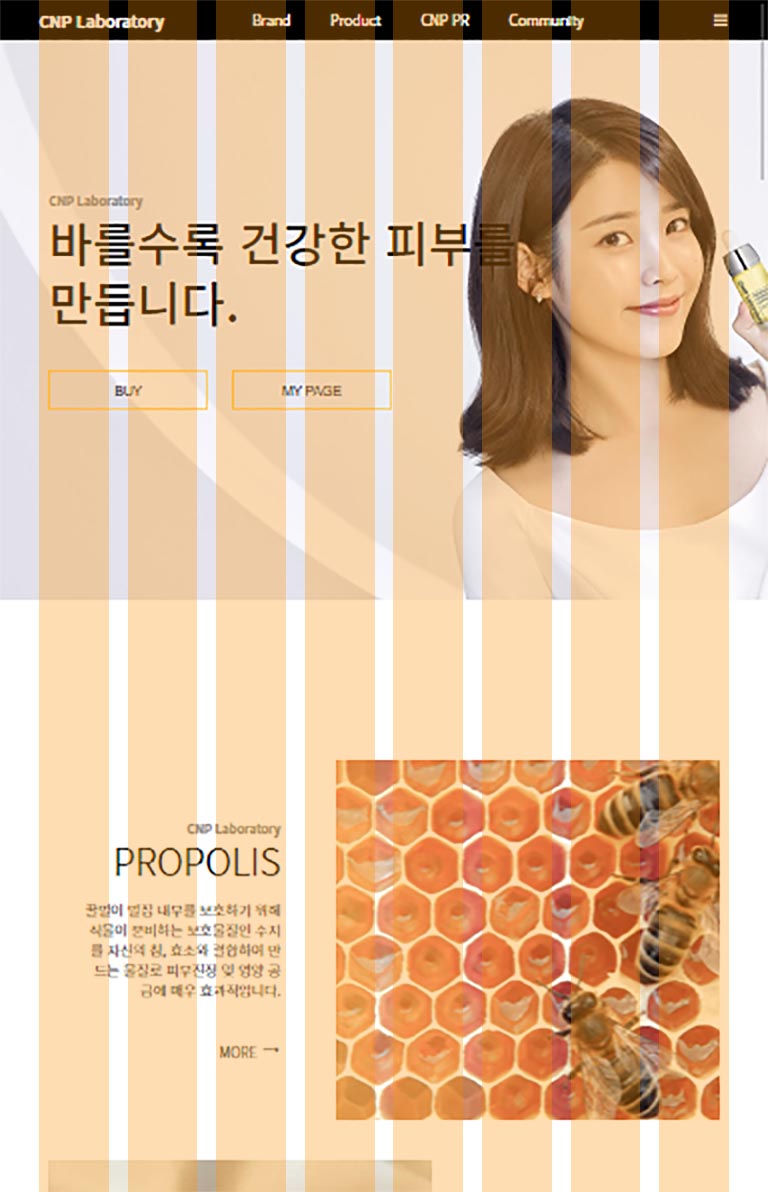 CNP Laboratory Brand Product CNP PR Community
CNP Laboratory
바를수록 건강한 피부를
만듭니다.
BUY MY PAGE
CNP Laboratory
PROPOLIS
꿀벌이 벌집 내부를 보호하기 위해
식물이 분비하는 보호물질인 수지
를 자신의 침, 효소와 결합하여 만
드는 물질로 피부진정 및 영양 공
급에 매우 효과적입니다.
MORE →